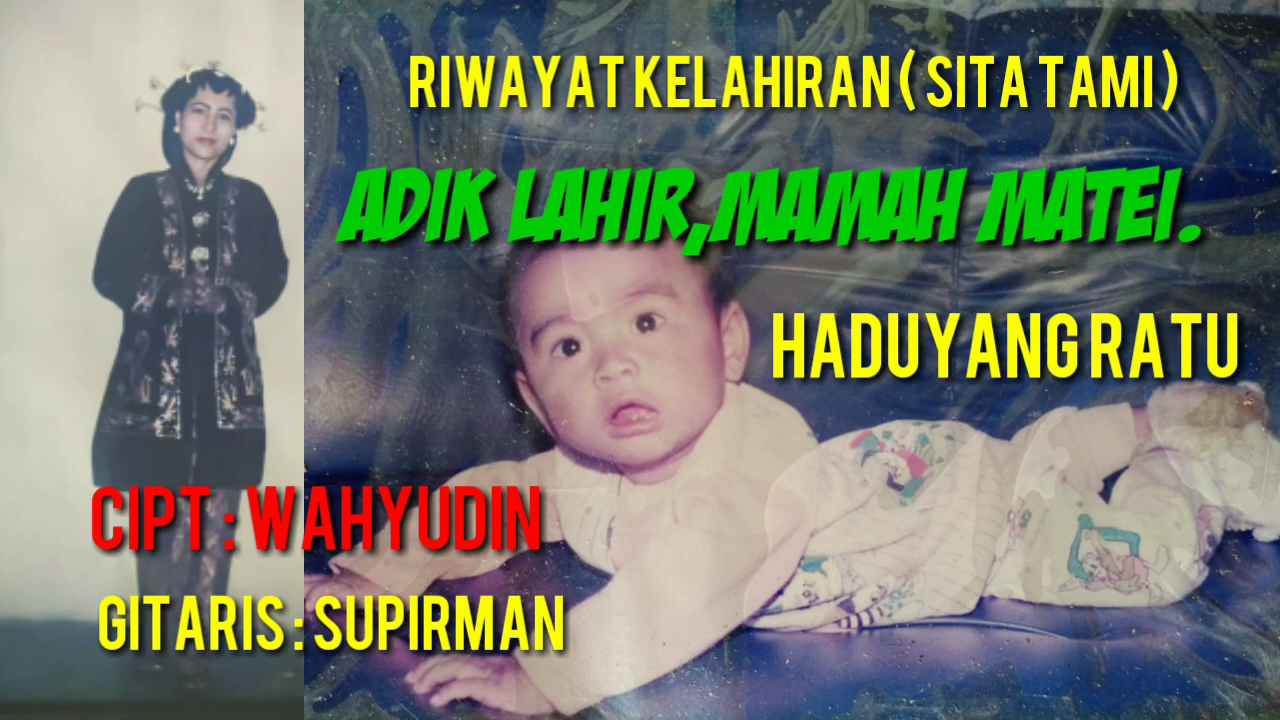 RIWAYAT KELAHIRAN ( SITA TAMI )
ADIK LAHIR,MAMAH MATEI.
HADUYANG RATU
CIPT : WAHYUDIN
GITARIS : SUPIRMAN